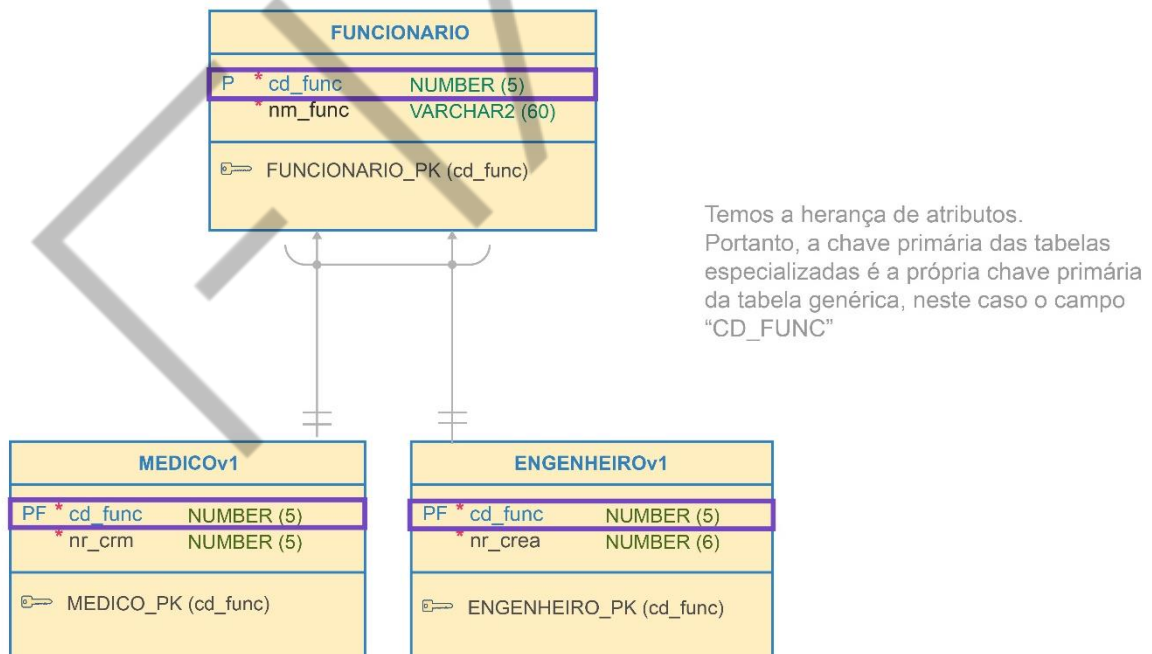 FUNCIONARIO
P * cd_func NUMBER (5)
* nm_func VARCHAR2 (60)
FUNCIONARIO_PK (cd_func)
Temos a herança de atributos.
Portanto, a chave primária das tabelas
especializadas é a própria chave primária
da tabela genérica, neste caso o campo
“CD_FUNC”
MEDICOv1
PF * cd_func NUMBER (5)
* nr_crm NUMBER (5)
MEDICO_PK (cd_func)
ENGENHEIROv1
PF * cd_func NUMBER (5)
* nr_crea NUMBER (6)
ENGENHEIRO_PK (cd_func)